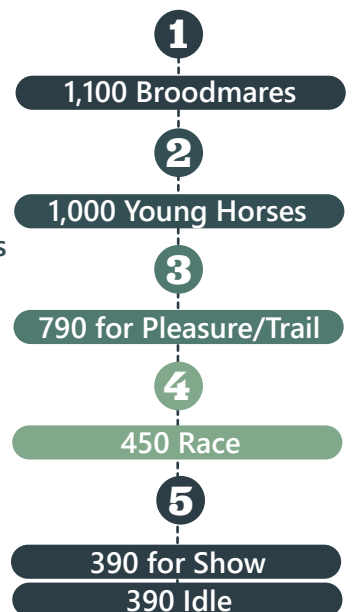 1
1,100 Broodmares
2
1,000 Young Horses
s
3
790 for Pleasure/Trail
4
450 Race
5
390 for Show
390 Idle